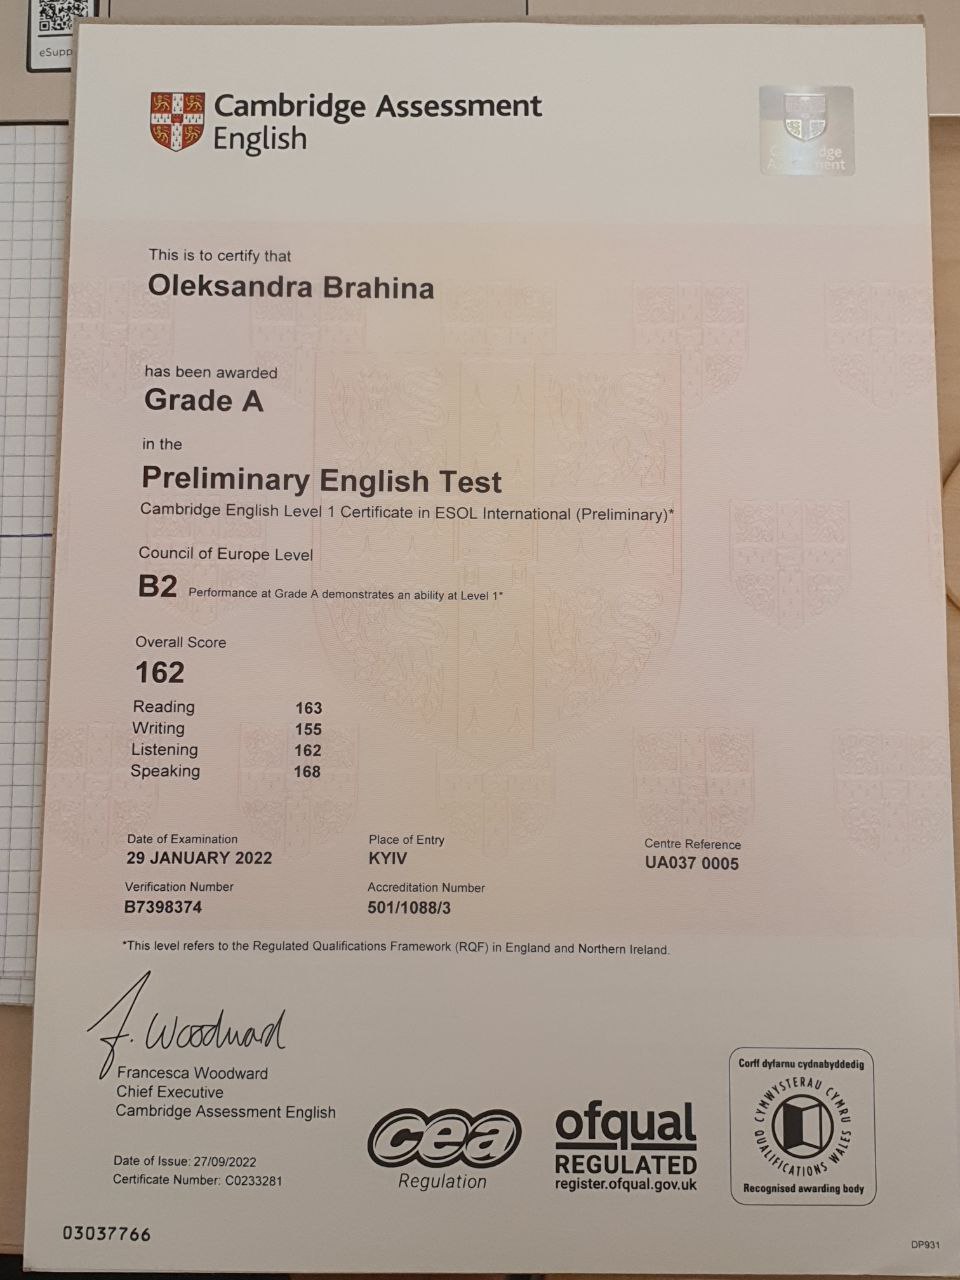 eSupp
Cambridge Assessment
English
Cambridge
Assessment
This is to certify that
Oleksandra Brahina
has been awarded
Grade A
in the
Preliminary English Test
Cambridge English Level 1 Certificate in ESOL International (Preliminary)*
Council of Europe Level
B2 Performance at Grade A demonstrates an ability at Level 1*
Overall Score
162
Reading 163
Writing 155
Listening 162
Speaking 168
Date of Examination
29 JANUARY 2022
Place of Entry
KYIV
Centre Reference
UA037 0005
Verification Number
B7398374
Accreditation Number
501/1088/3
*This level refers to the Regulated Qualifications Framework (RQF) in England and Northern Ireland.
F. Woodward
Francesca Woodward
Chief Executive
Cambridge Assessment English
Date of Issue: 27/09/2022
Certificate Number: C0233281
cea
Regulation
ofqual
REGULATED
register.ofqual.gov.uk
Corff dyfarnu cydnabyddedig
CYMWYSTERAU CYMRU
QUALIFICATIONS WALES
Recognised awarding body
03037766
DP931